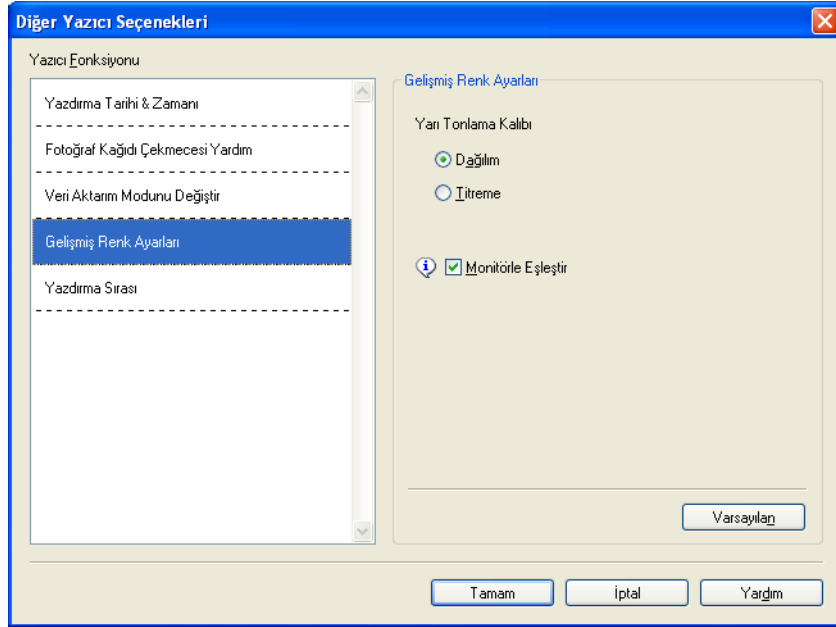 Diğer Yazıcı Seçenekleri
Yazıcı Fonksiyonu
Yazdırma Tarihi & Zamanı
Fotoğraf Kağıdı Çekmecesi Yardım
Veri Aktarım Modunu Değiştir
Gelişmiş Renk Ayarları
Yazdırma Sırası
Gelişmiş Renk Ayarları
Yarı Tonlama Kalıbı
Dağılım
Titreme
Monitörle Eşleştir
Varsayılan
Tamam İptal Yardım